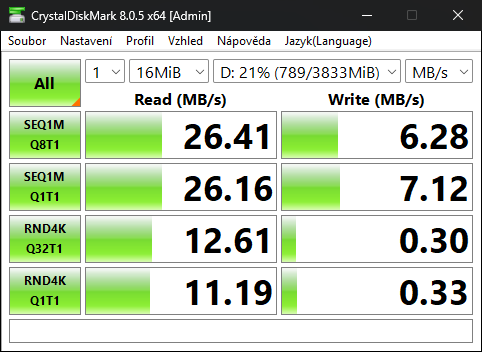 CrystalDiskMark 8.0.5 x64 [Admin]
Soubor Nastavení Profil Vzhled Nápověda Jazyk(Language)
All 1 16MiB D: 21% (789/3833MiB) MB/s
Read (MB/s) Write (MB/s)
SEQ1M
Q8T1 26.41 6.28
SEQ1M
Q1T1 26.16 7.12
RND4K
Q32T1 12.61 0.30
RND4K
Q1T1 11.19 0.33